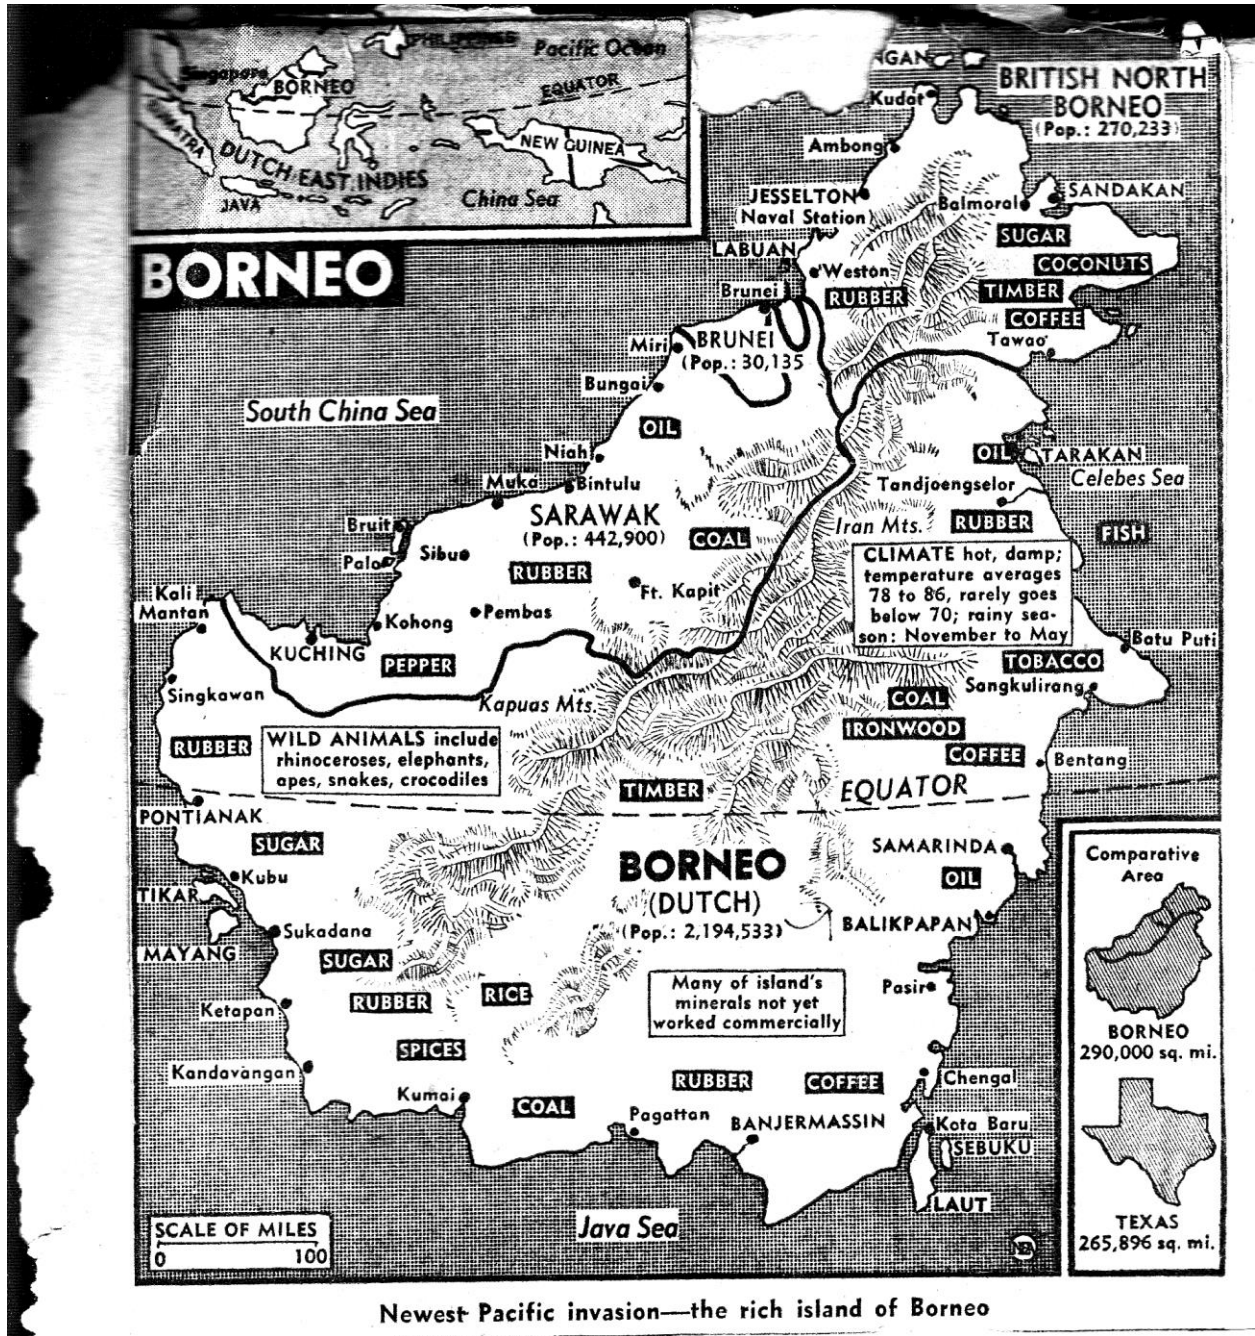 PHILIPPINES
Pacific Ocean
Singapore
BORNEO
EQUATOR
SUMATRA
NEW GUINEA
DUTCH EAST INDIES
JAVA
China Sea
BORNEO
BRITISH NORTH
BORNEO
(Pop.: 270,233)
Kudat
Ambong
JESSELTON
(Naval Station)
Balmoral
SANDAKAN
SUGAR
COCONUTS
LABUAN
Weston
RUBBER
TIMBER
COFFEE
Brunei
Tawao
Miri
BRUNEI
(Pop.: 30,135
Bungai
South China Sea
OIL
Niah
OIL
TARAKAN
Celebes Sea
Muka
Bintulu
Tandjoengselor
SARAWAK
(Pop.: 442,900)
Iran Mts.
RUBBER
Bruit
COAL
FISH
Palo
Sibu
RUBBER
CLIMATE hot, damp;
temperature averages
78 to 86, rarely goes
below 70; rainy sea-
son: November to May
Ft. Kapit
Kali
Mantan
Kohong
Pembas
KUCHING
PEPPER
Batu Puti
TOBACCO
Singkawan
Sangkulirang
Kapuas Mts.
COAL
IRONWOOD
RUBBER
WILD ANIMALS include
rhinoceroses, elephants,
apes, snakes, crocodiles
COFFEE
Bentang
TIMBER
EQUATOR
PONTIANAK
SUGAR
SAMARINDA
BORNEO
(DUTCH)
(Pop.: 2,194,533)
OIL
Kubu
TIKAR
BALIKPAPAN
MAYANG
Sukadana
SUGAR
RUBBER
RICE
Many of island's
minerals not yet
worked commercially
Pasir
Ketapan
SPICES
Kandavangan
RUBBER
COFFEE
Chengal
Kumai
COAL
Pagattan
BANJERMASSIN
Kota Baru
SEBUKU
LAUT
Java Sea
SCALE OF MILES
0 100
NEA
Comparative
Area
BORNEO
290,000 sq. mi.
TEXAS
265,896 sq. mi.
Newest Pacific invasion—the rich island of Borneo